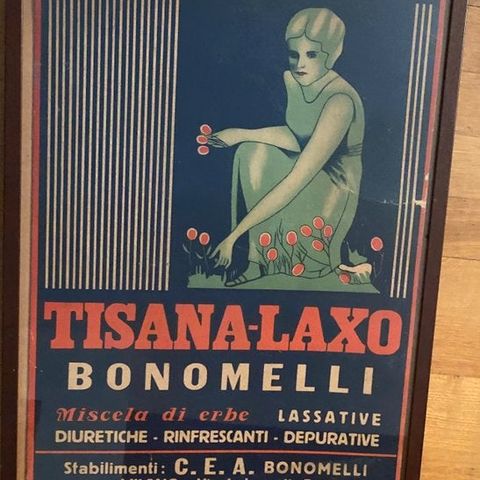 TISANA-LAXO
BONOMELLI
Miscela di erbe LASSATIVE
DIURETICHE - RINFRESCANTI - DEPURATIVE
Stabilimenti: C. E. A. BONOMELLI